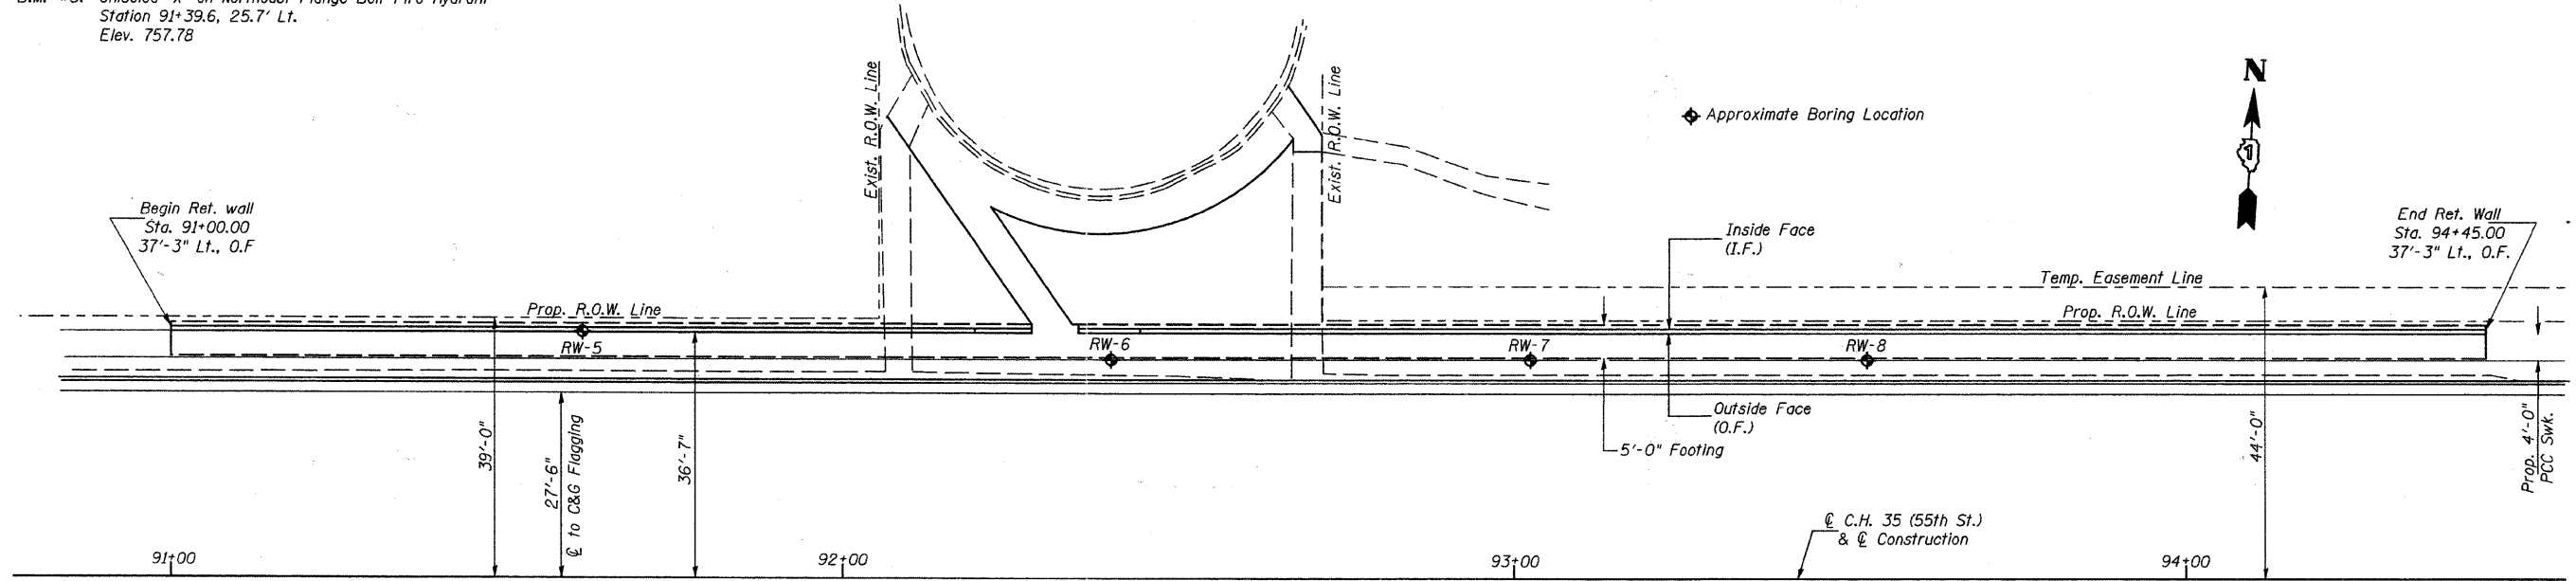 Station 91+39.6, 25.7' Lt.
Elev. 757.78
Exist. R.O.W. Line
Exist. R.O.W. Line
Approximate Boring Location
N
1
Begin Ret. wall
Sta. 91+00.00
37'-3" Lt., O.F
Inside Face
(I.F.)
End Ret. Wall
Sta. 94+45.00
37'-3" Lt., O.F.
Temp. Easement Line
Prop. R.O.W. Line
Prop. R.O.W. Line
RW-5
RW-6
RW-7
RW-8
Outside Face
(O.F.)
5'-0" Footing
39'-0"
27'-6"
℄ to C&G Flagging
36'-7"
44'-0"
Prop. 4'-0"
PCC Swk.
℄ C.H. 35 (55th St.)
& ℄ Construction
91+00
92+00
93+00
94+00